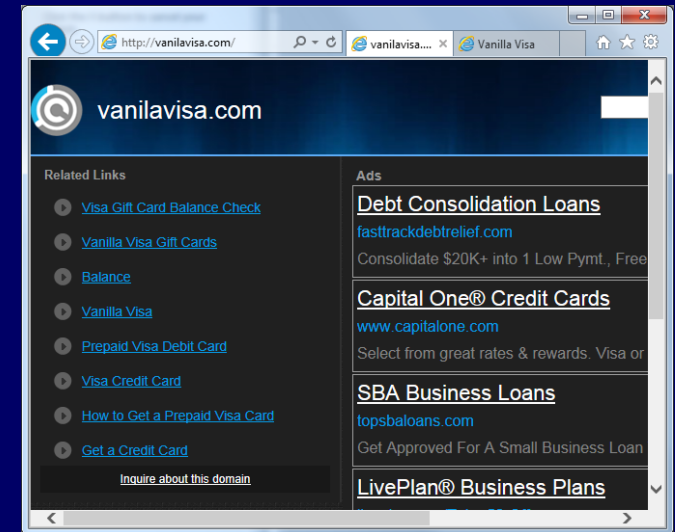 http://vanilavisa.com/
vanilavisa....
Vanilla Visa
vanilavisa.com
Related Links
Visa Gift Card Balance Check
Vanilla Visa Gift Cards
Balance
Vanilla Visa
Prepaid Visa Debit Card
Visa Credit Card
How to Get a Prepaid Visa Card
Get a Credit Card
Inquire about this domain
Ads
Debt Consolidation Loans
fasttrackdebtrelief.com
Consolidate $20K+ into 1 Low Pymt., Free
Capital One® Credit Cards
www.capitalone.com
Select from great rates & rewards. Visa or
SBA Business Loans
topsbaloans.com
Get Approved For A Small Business Loan
LivePlan® Business Plans